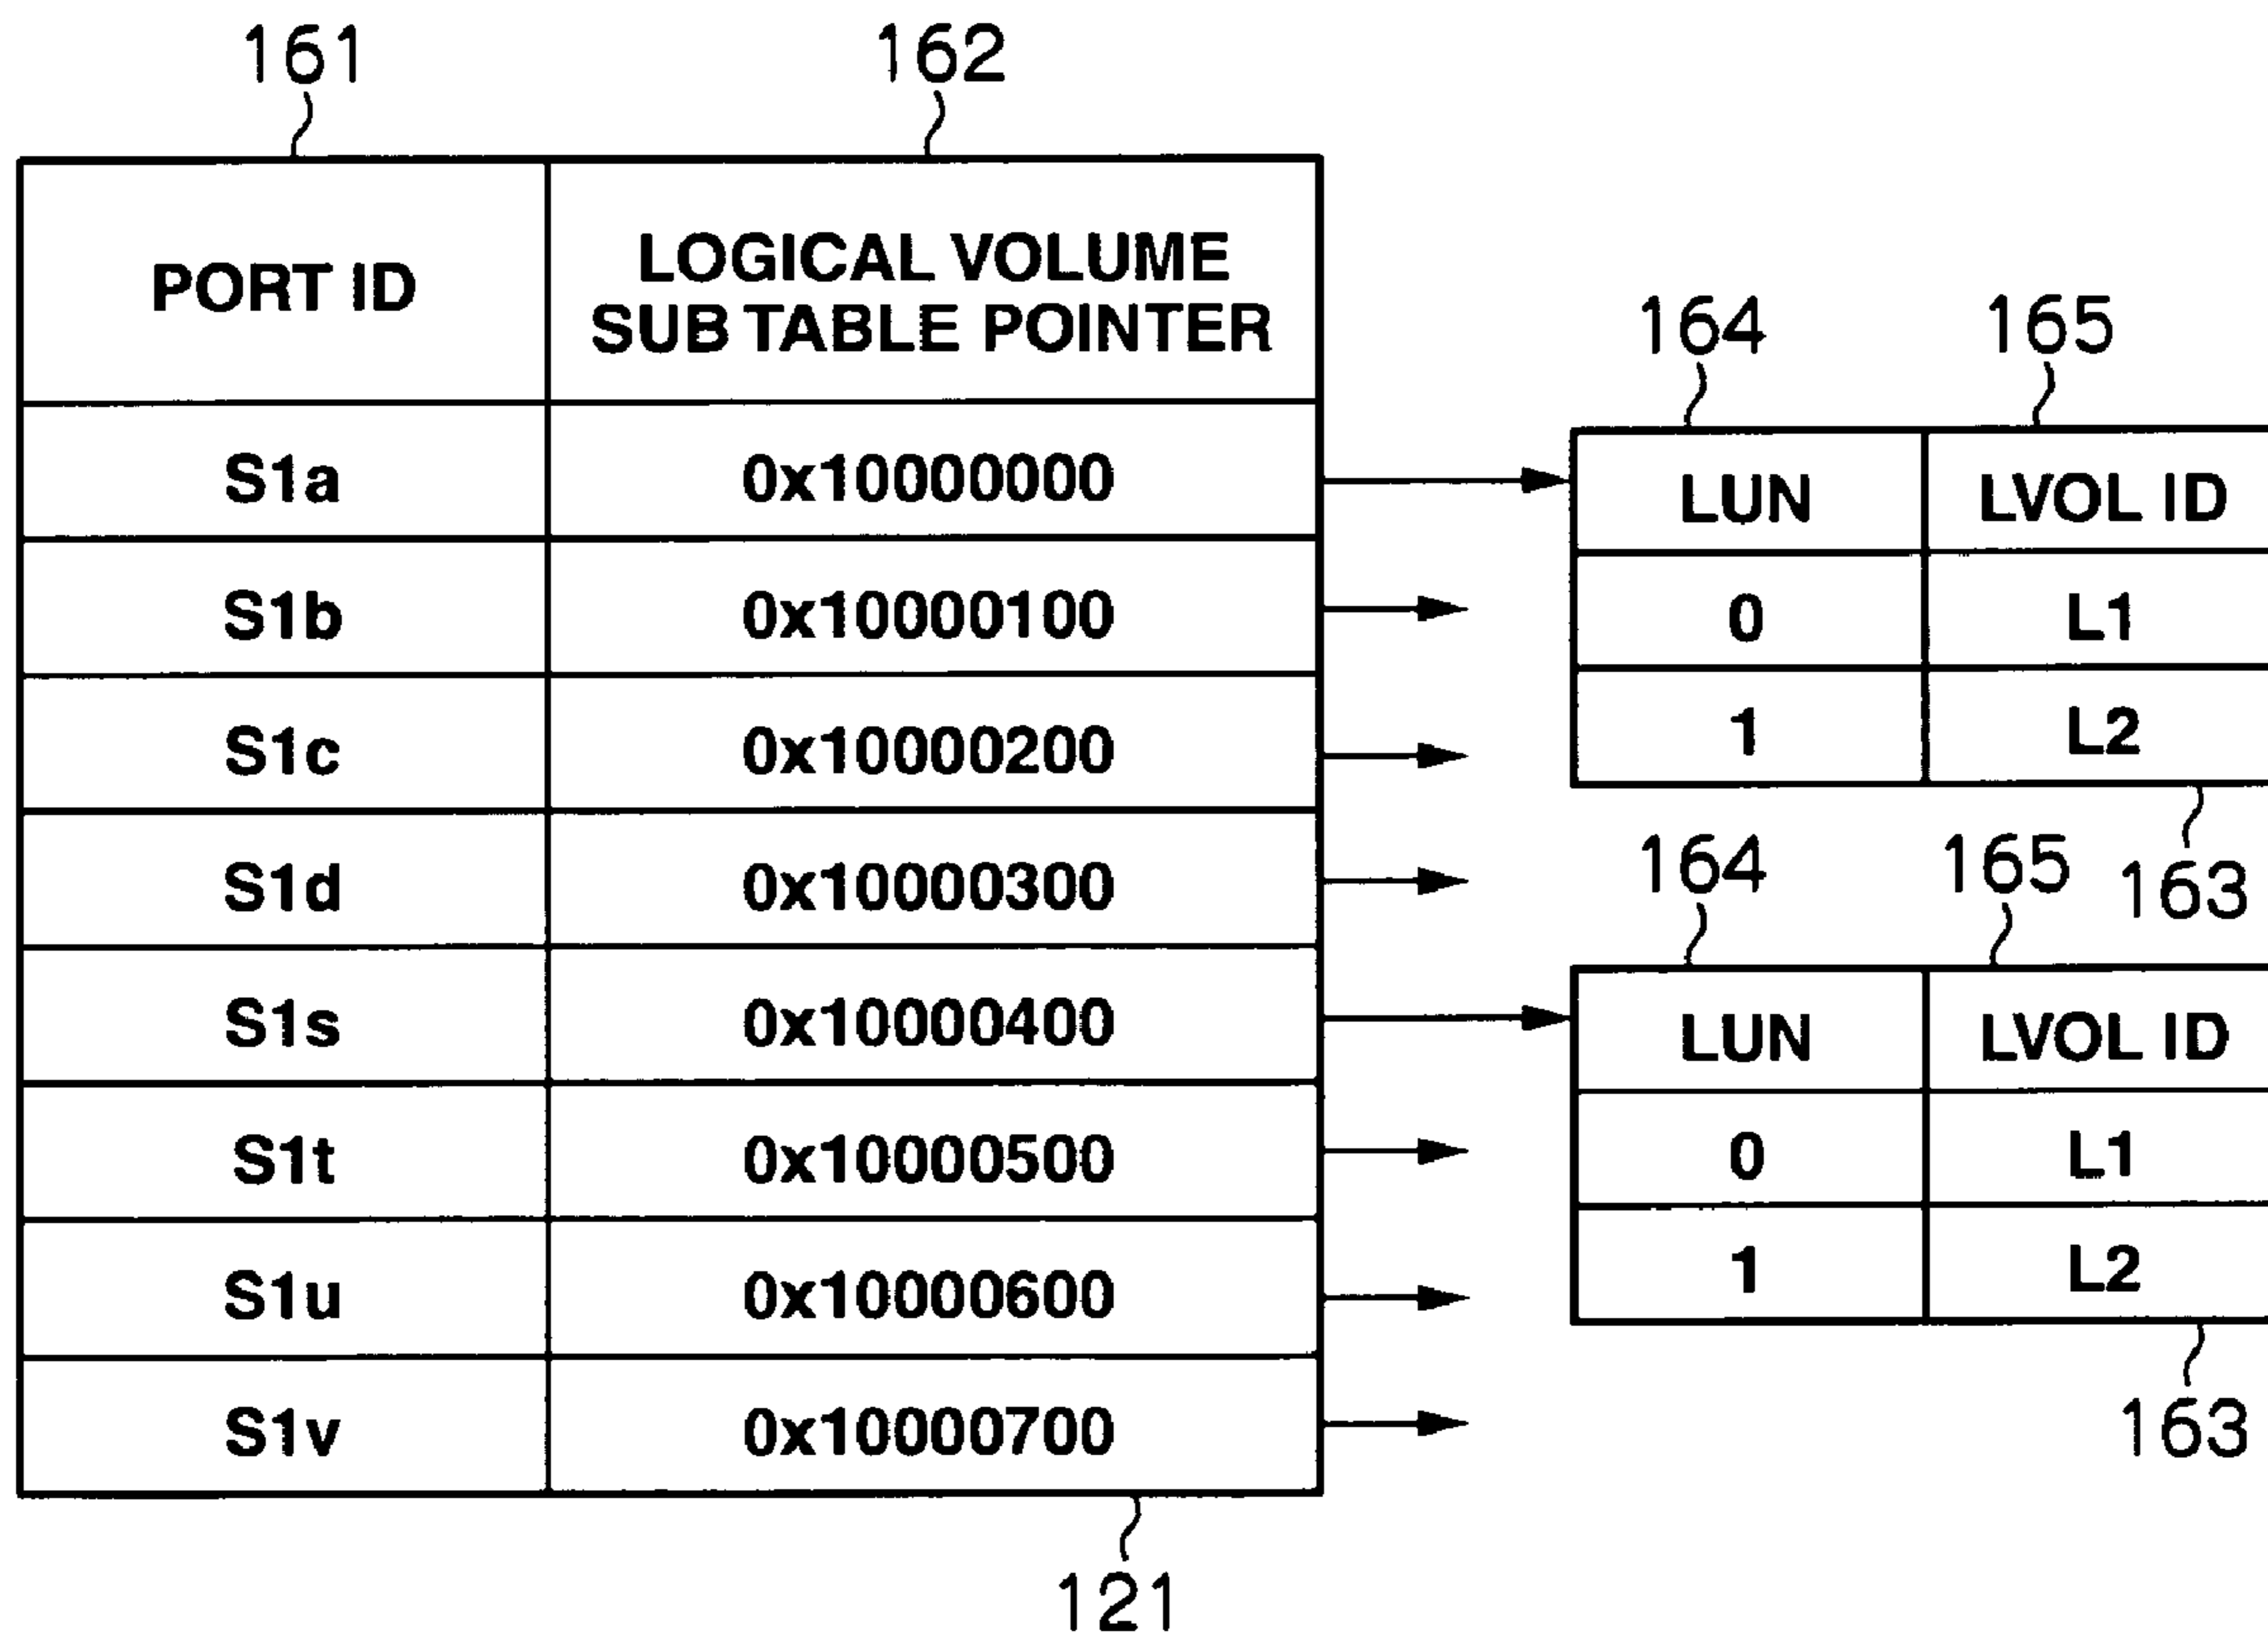 161
162
PORT ID
LOGICAL VOLUME
SUB TABLE POINTER
S1a
0x10000000
S1b
0x10000100
S1c
0x10000200
S1d
0x10000300
S1s
0x10000400
S1t
0x10000500
S1u
0x10000600
S1v
0x10000700
121
164
165
LUN
LVOL ID
0
L1
1
L2
163
164
165
LUN
LVOL ID
0
L1
1
L2
163